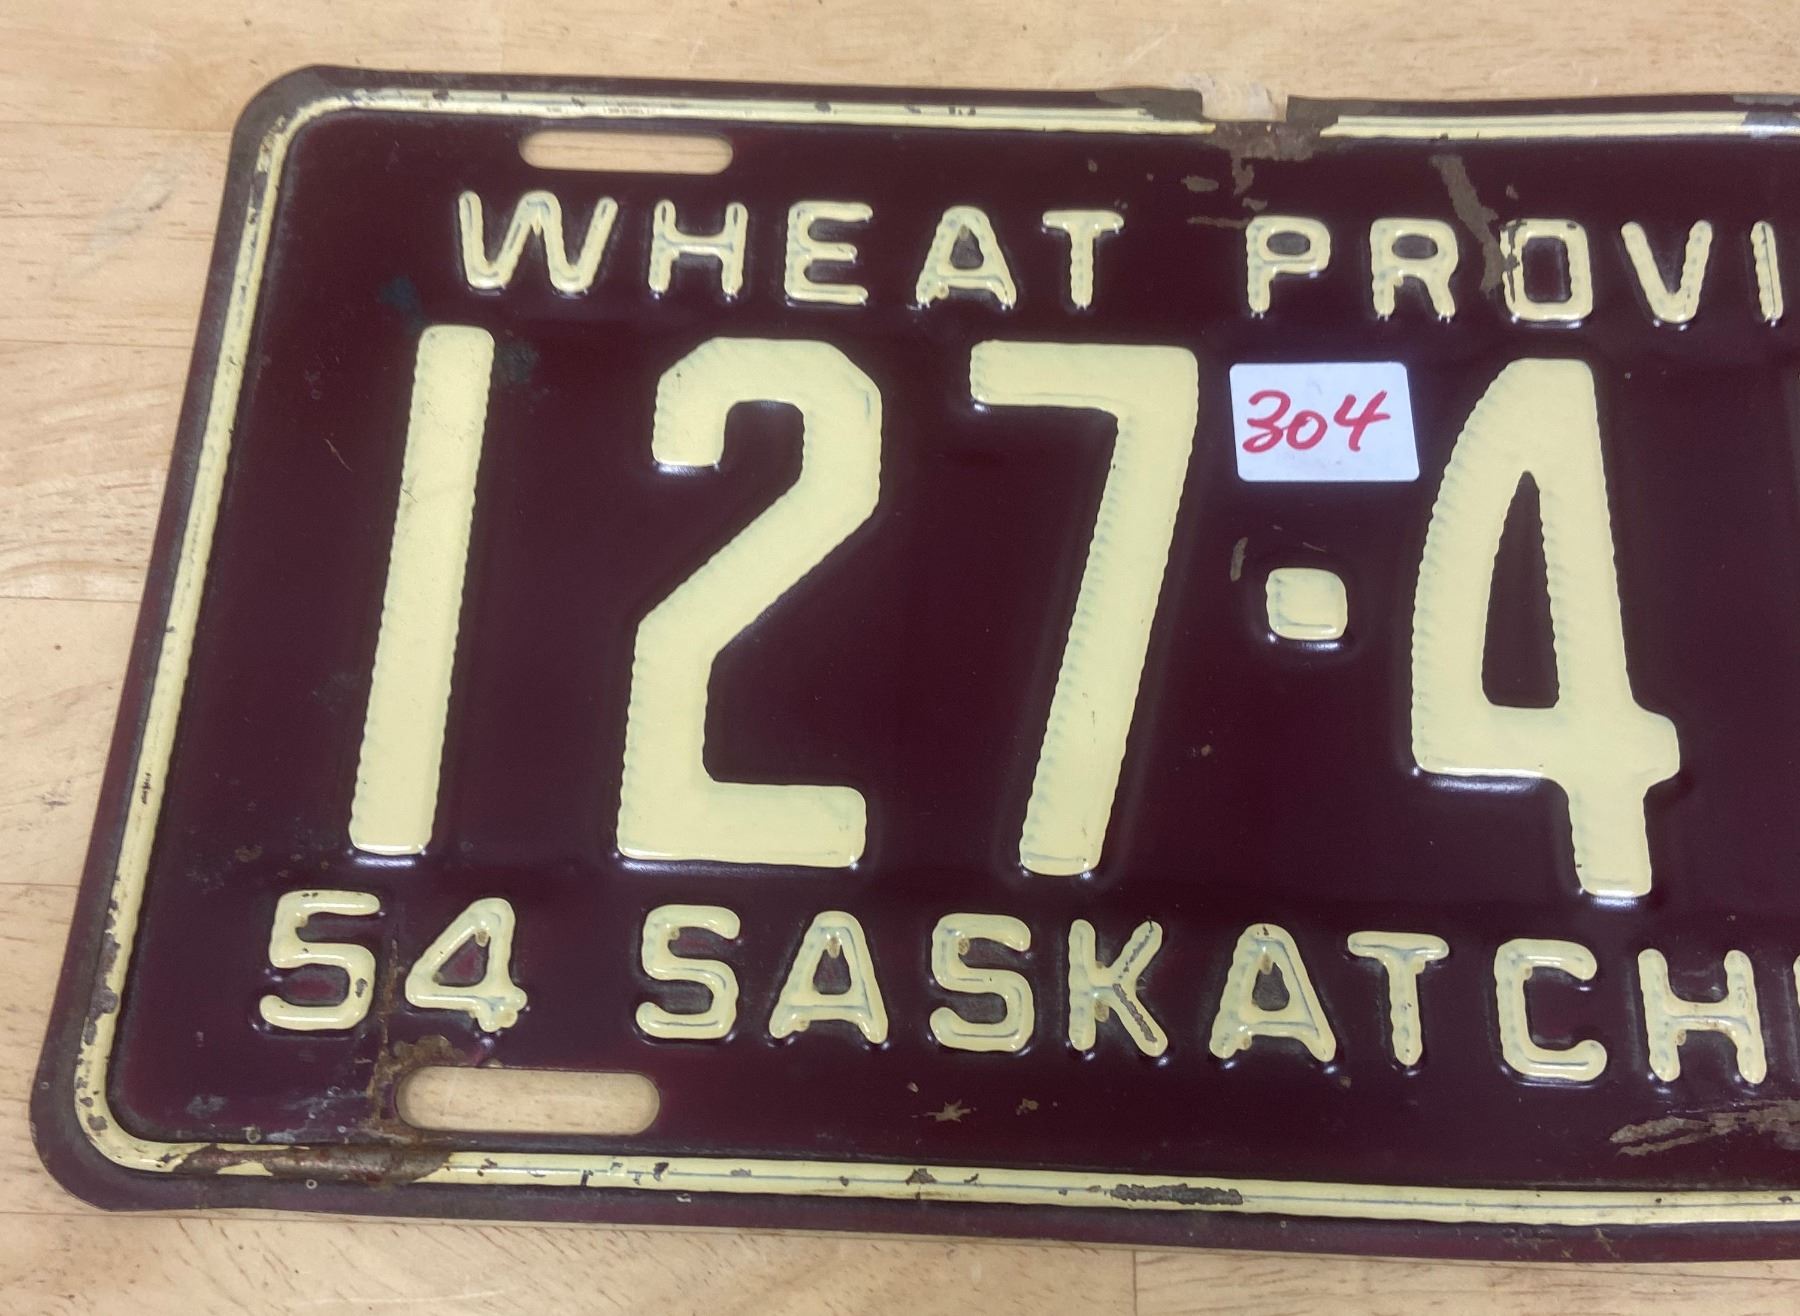 WHEAT PROVI
127·4
304
54 SASKATCH